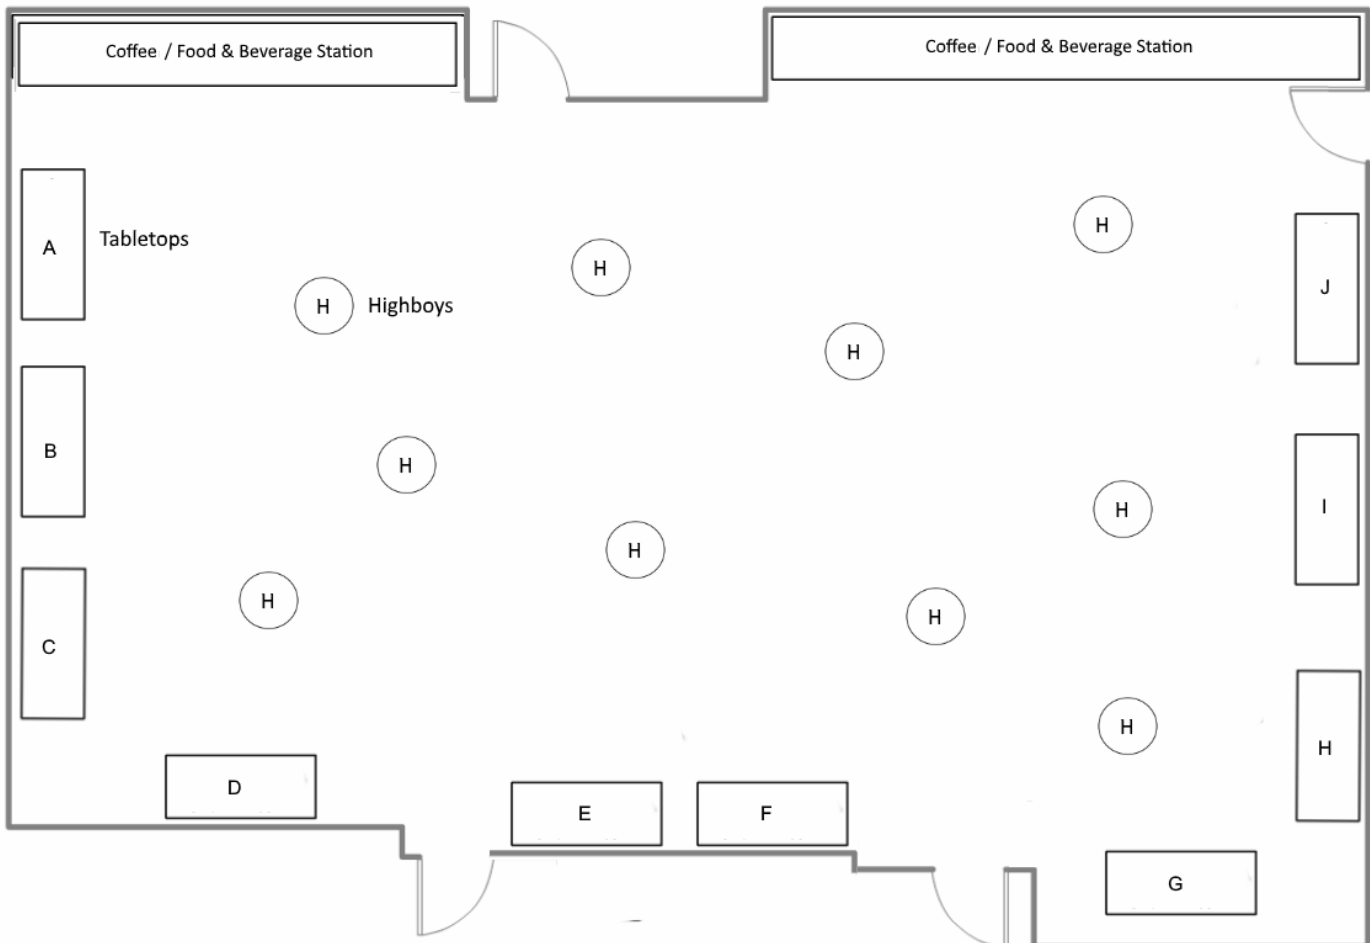 Coffee / Food & Beverage Station
Coffee / Food & Beverage Station
A
Tabletops
H
Highboys
H
H
H
J
B
H
H
H
I
C
H
H
H
H
D
E
F
G